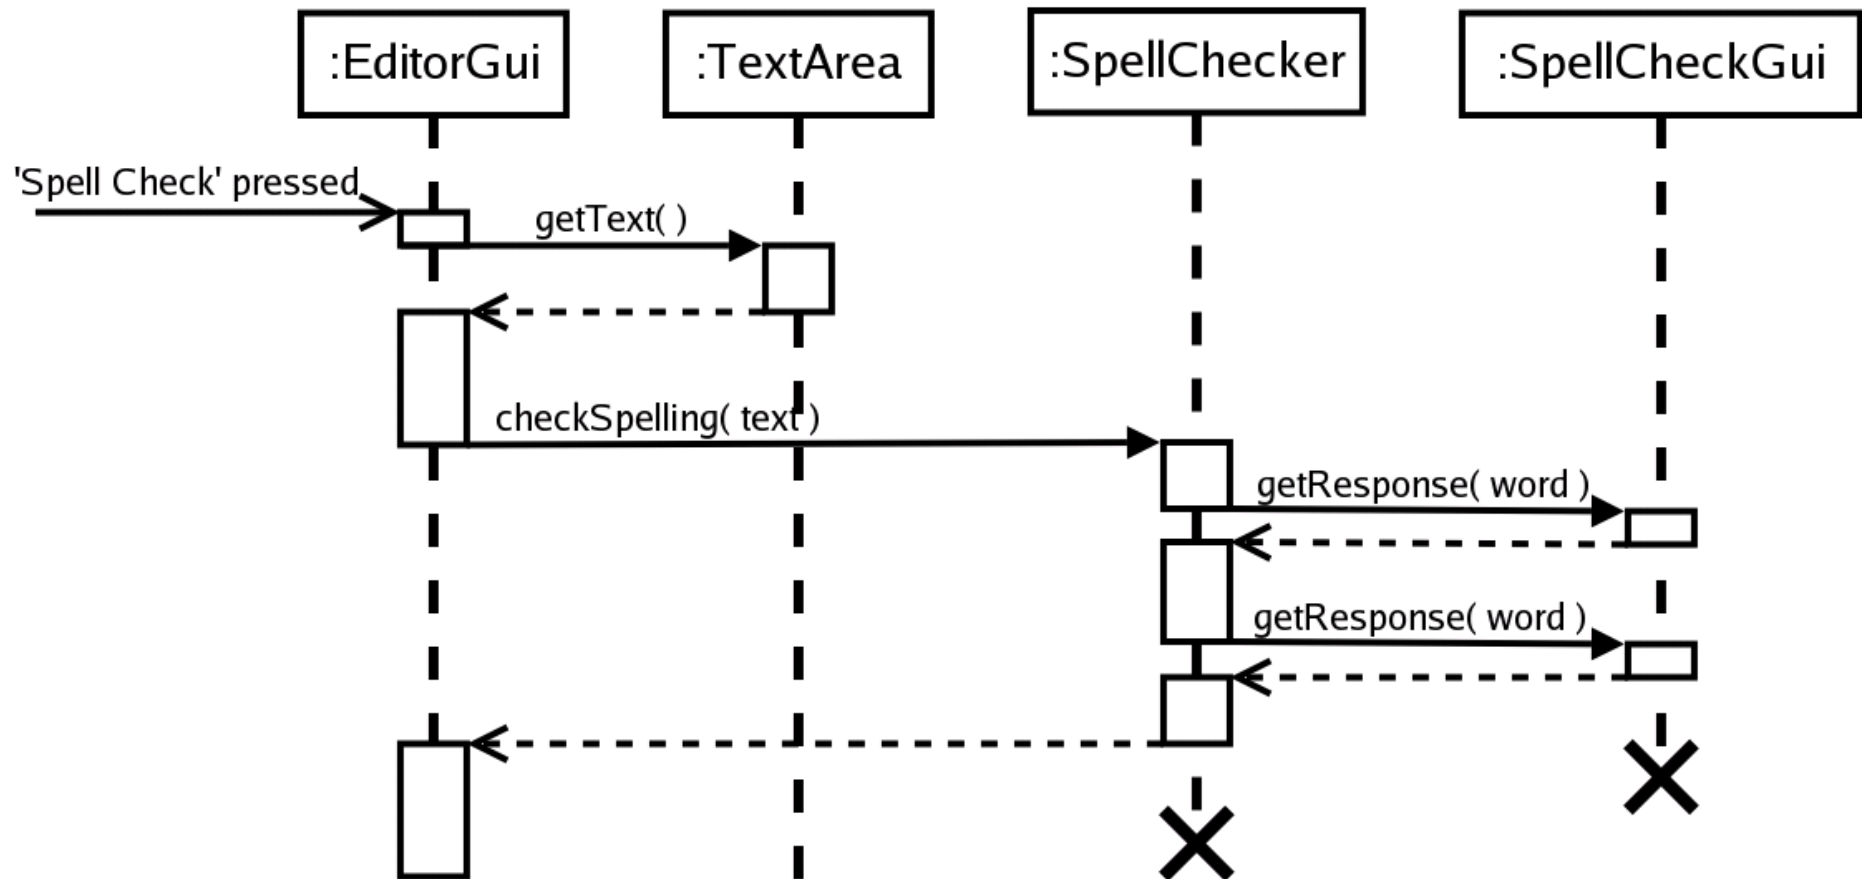 :EditorGui
:TextArea
:SpellChecker
:SpellCheckGui
'Spell Check' pressed
getText( )
checkSpelling( text )
getResponse( word )
getResponse( word )